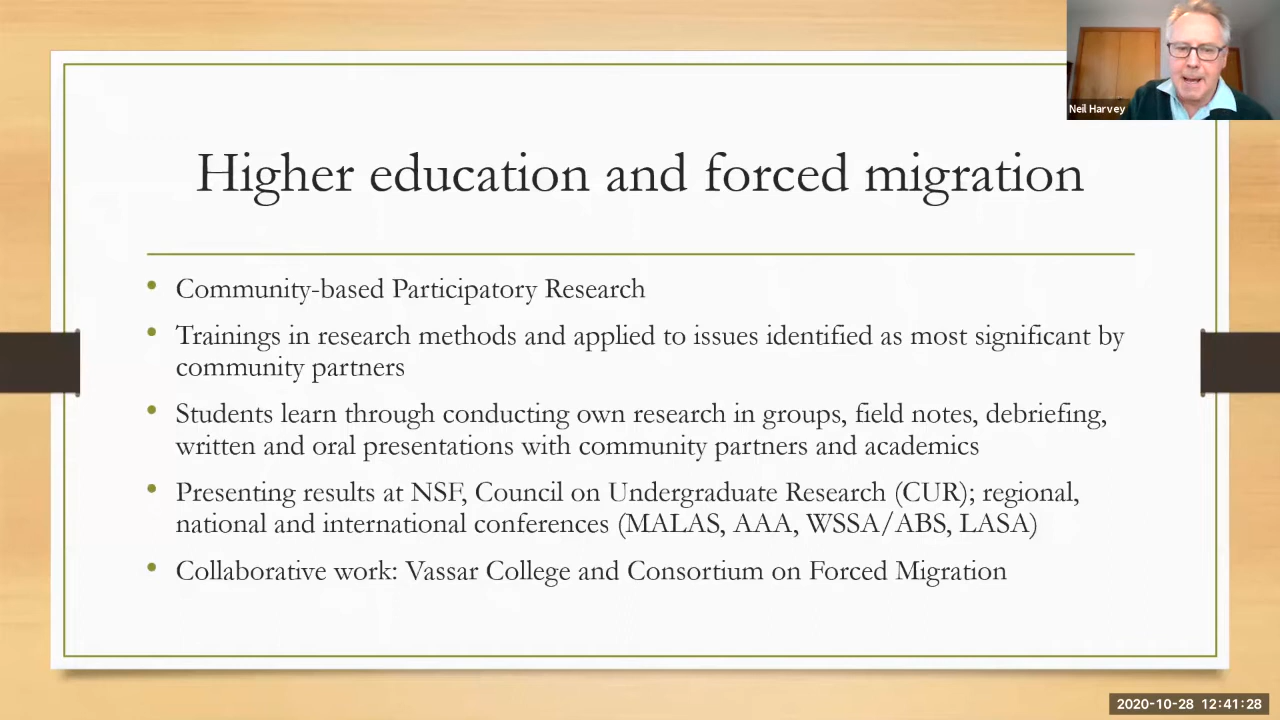 Neil Harvey
Higher education and forced migration
• Community-based Participatory Research
• Trainings in research methods and applied to issues identified as most significant by
community partners
• Students learn through conducting own research in groups, field notes, debriefing,
written and oral presentations with community partners and academics
• Presenting results at NSF, Council on Undergraduate Research (CUR); regional,
national and international conferences (MALAS, AAA, WSSA/ABS, LASA)
• Collaborative work: Vassar College and Consortium on Forced Migration
2020-10-28 12:41:28